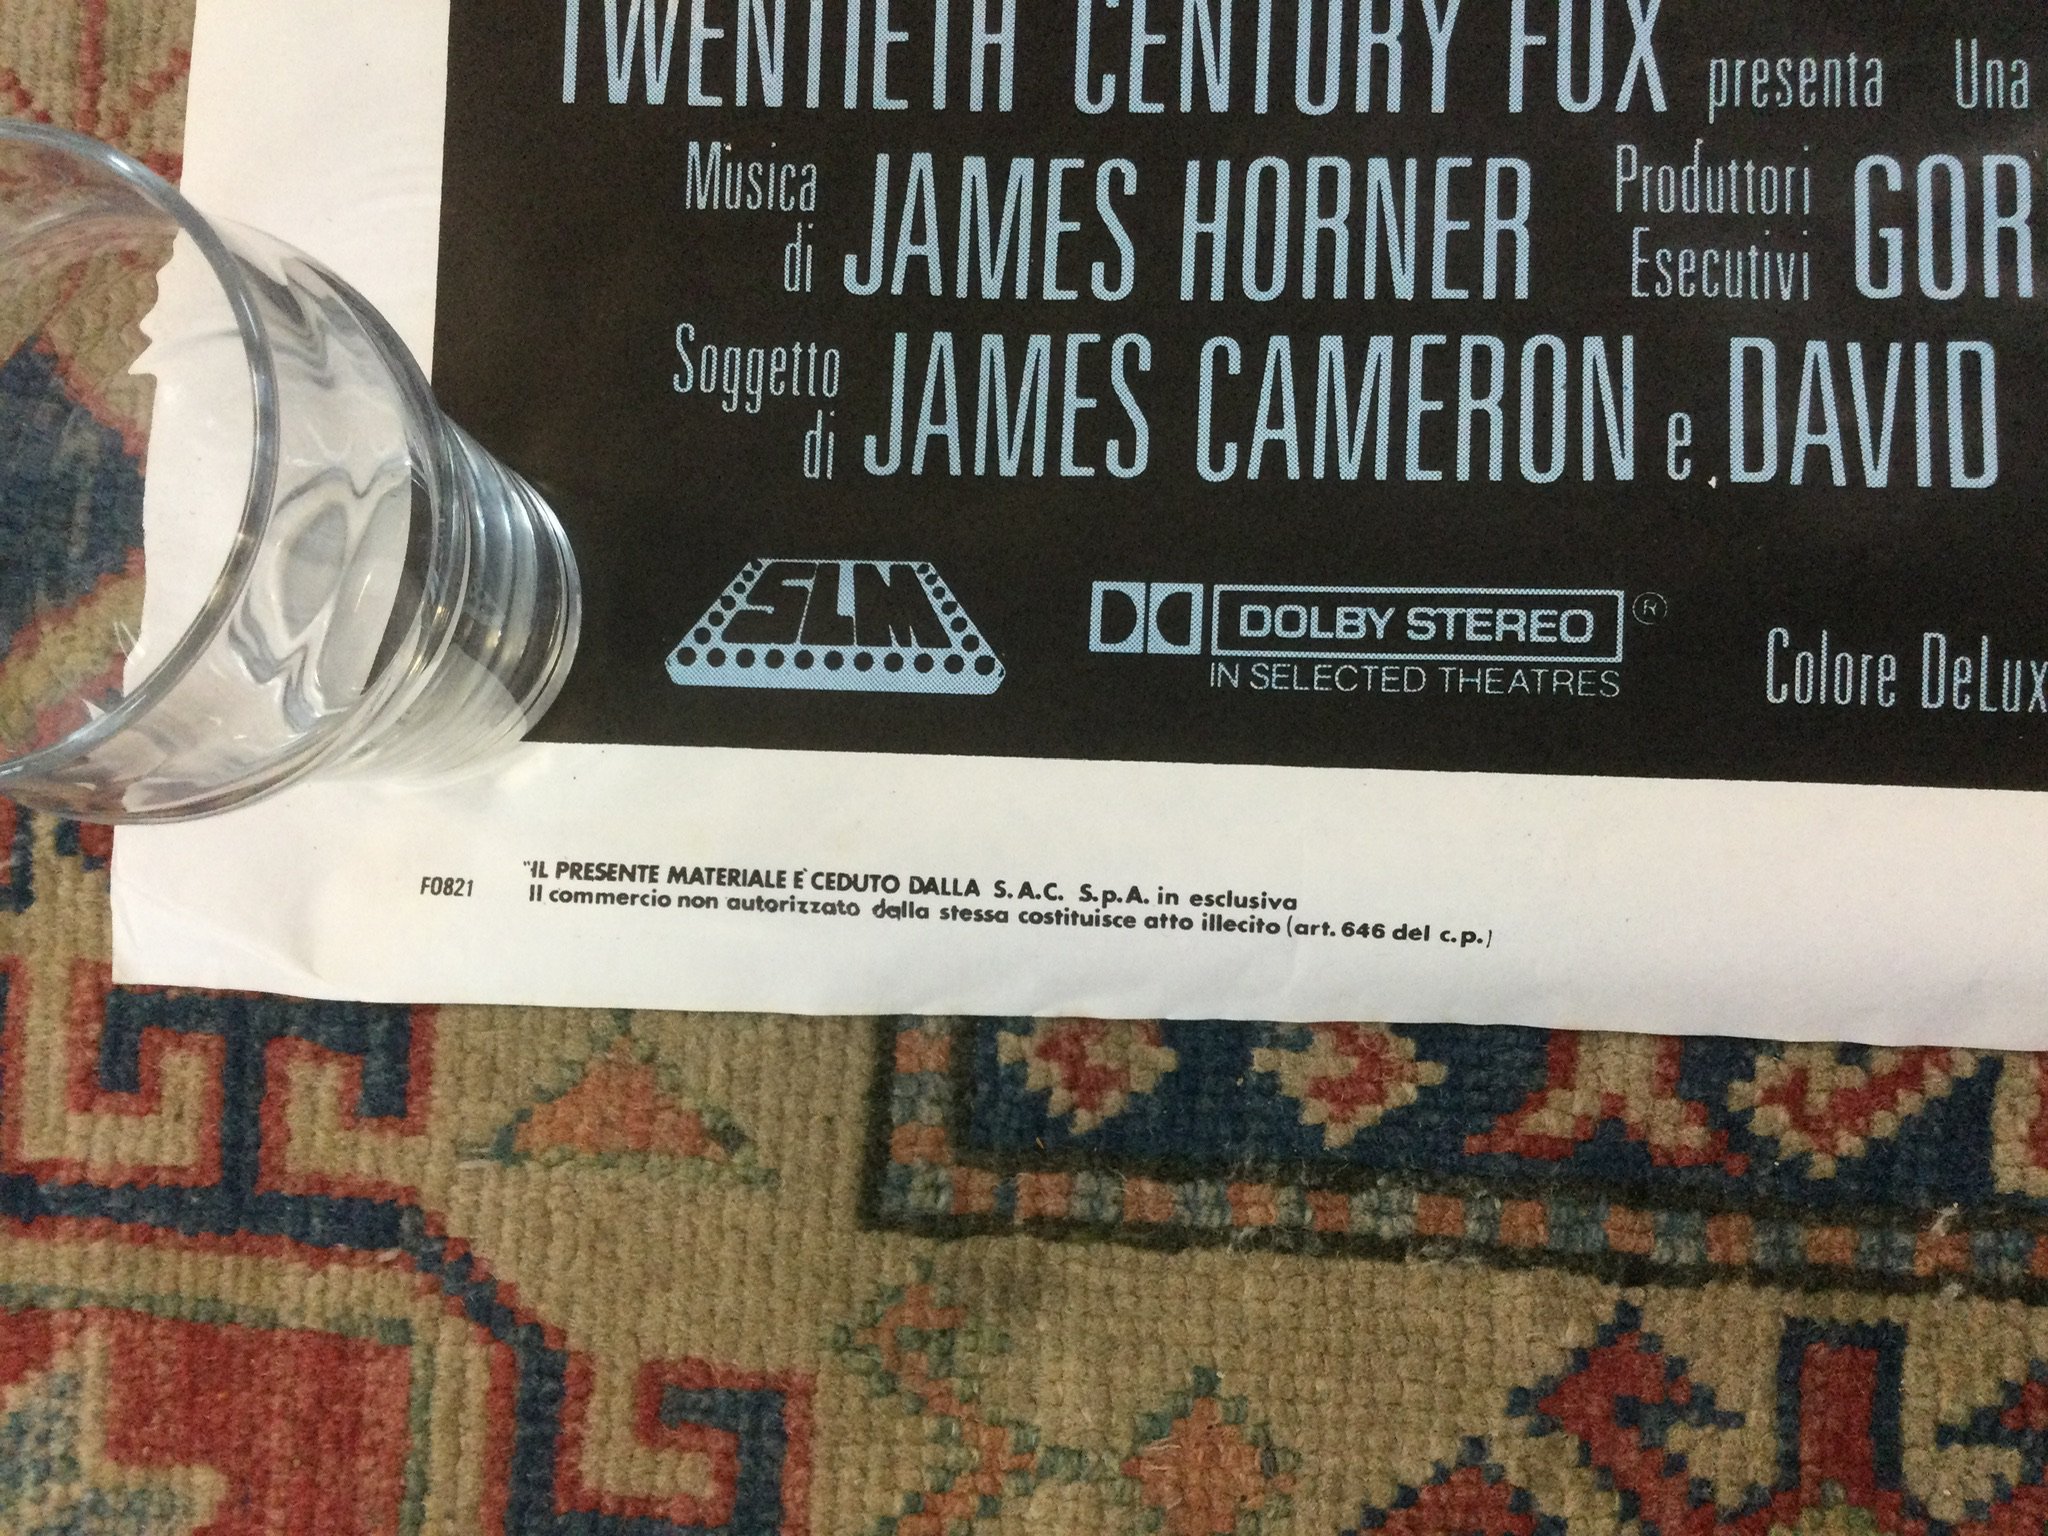 TWENTIETH CENTURY FOX presenta Una
Musica di JAMES HORNER Produttori Esecutivi GOR
Soggetto di JAMES CAMERON e DAVID
SLM DOLBY STEREO ®
IN SELECTED THEATRES
Colore DeLux
F0821
"IL PRESENTE MATERIALE E' CEDUTO DALLA S.A.C. S.p.A. in esclusiva
Il commercio non autorizzato dalla stessa costituisce atto illecito (art. 646 del c.p.)